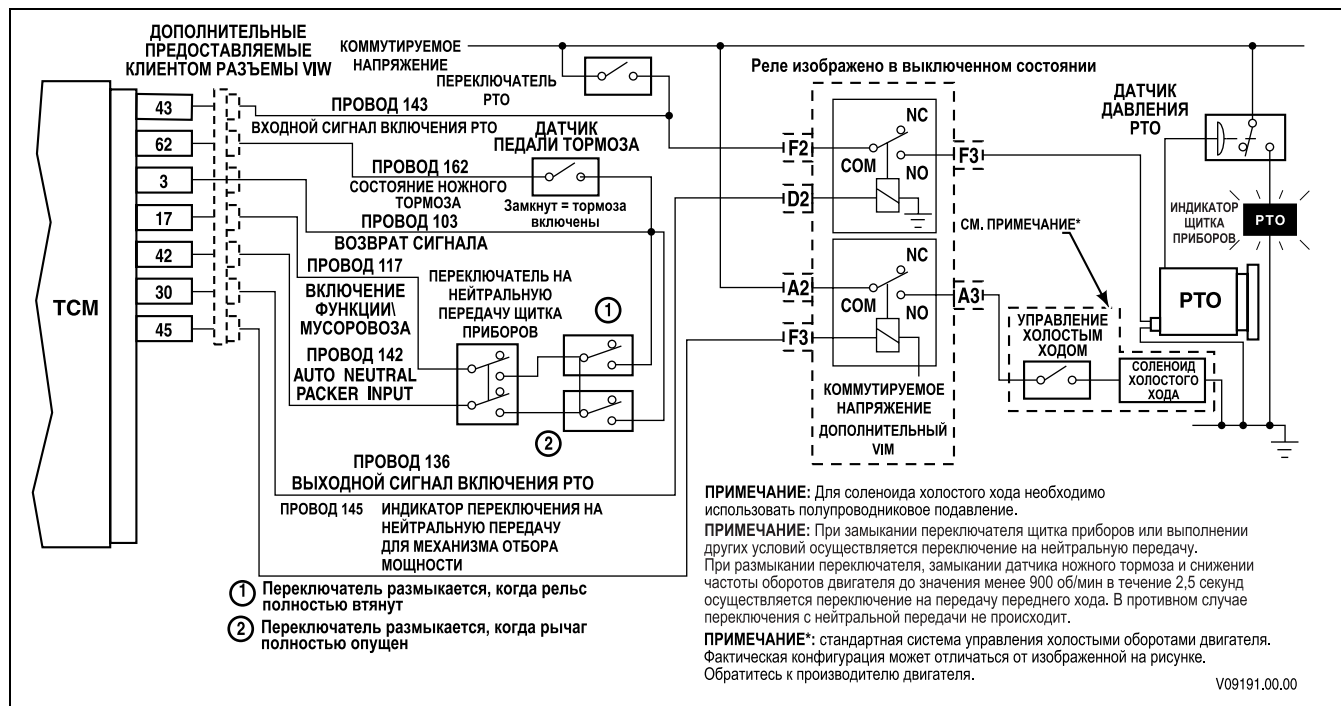 ДОПОЛНИТЕЛЬНЫЕ
ПРЕДОСТАВЛЯЕМЫЕ
КЛИЕНТОМ РАЗЪЕМЫ VIW
КОММУТИРУЕМОЕ
НАПРЯЖЕНИЕ
ПЕРЕКЛЮЧАТЕЛЬ
PTO
Реле изображено в выключенном состоянии
ДАТЧИК
ДАВЛЕНИЯ
PTO
TCM
43
62
3
17
42
30
45
ПРОВОД 143
ВХОДНОЙ СИГНАЛ ВКЛЮЧЕНИЯ PTO
ДАТЧИК
ПЕДАЛИ ТОРМОЗА
ПРОВОД 162
СОСТОЯНИЕ НОЖНОГО
ТОРМОЗА
Замкнут = тормоза
включены
ПРОВОД 103
ВОЗВРАТ СИГНАЛА
ПРОВОД 117
ВКЛЮЧЕНИЕ
ФУНКЦИИ\
МУСОРОВОЗА
ПЕРЕКЛЮЧАТЕЛЬ НА
НЕЙТРАЛЬНУЮ
ПЕРЕДАЧУ ЩИТКА
ПРИБОРОВ
1
ПРОВОД 142
AUTO NEUTRAL
PACKER INPUT
2
ПРОВОД 136
ВЫХОДНОЙ СИГНАЛ ВКЛЮЧЕНИЯ PTO
ПРОВОД 145
ИНДИКАТОР ПЕРЕКЛЮЧЕНИЯ НА
НЕЙТРАЛЬНУЮ ПЕРЕДАЧУ
ДЛЯ МЕХАНИЗМА ОТБОРА
МОЩНОСТИ
1 Переключатель размыкается, когда рельс
полностью втянут
2 Переключатель размыкается, когда рычаг
полностью опущен
NC
F2
COM
NO
F3
D2
NC
A2
COM
NO
A3
F3
КОММУТИРУЕМОЕ
НАПРЯЖЕНИЕ
ДОПОЛНИТЕЛЬНЫЙ
VIM
СМ. ПРИМЕЧАНИЕ*
УПРАВЛЕНИЕ
ХОЛОСТЫМ
ХОДОМ
СОЛЕНОИД
ХОЛОСТОГО
ХОДА
ИНДИКАТОР
ЩИТКА
ПРИБОРОВ
PTO
PTO
ПРИМЕЧАНИЕ: Для соленоида холостого хода необходимо
использовать полупроводниковое подавление.
ПРИМЕЧАНИЕ: При замыкании переключателя щитка приборов или выполнении
других условий осуществляется переключение на нейтральную передачу.
При размыкании переключателя, замыкании датчика ножного тормоза и снижении
частоты оборотов двигателя до значения менее 900 об/мин в течение 2,5 секунд
осуществляется переключение на передачу переднего хода. В противном случае
переключения с нейтральной передачи не происходит.
ПРИМЕЧАНИЕ*: стандартная система управления холостыми оборотами двигателя.
Фактическая конфигурация может отличаться от изображенной на рисунке.
Обратитесь к производителю двигателя.
V09191.00.00